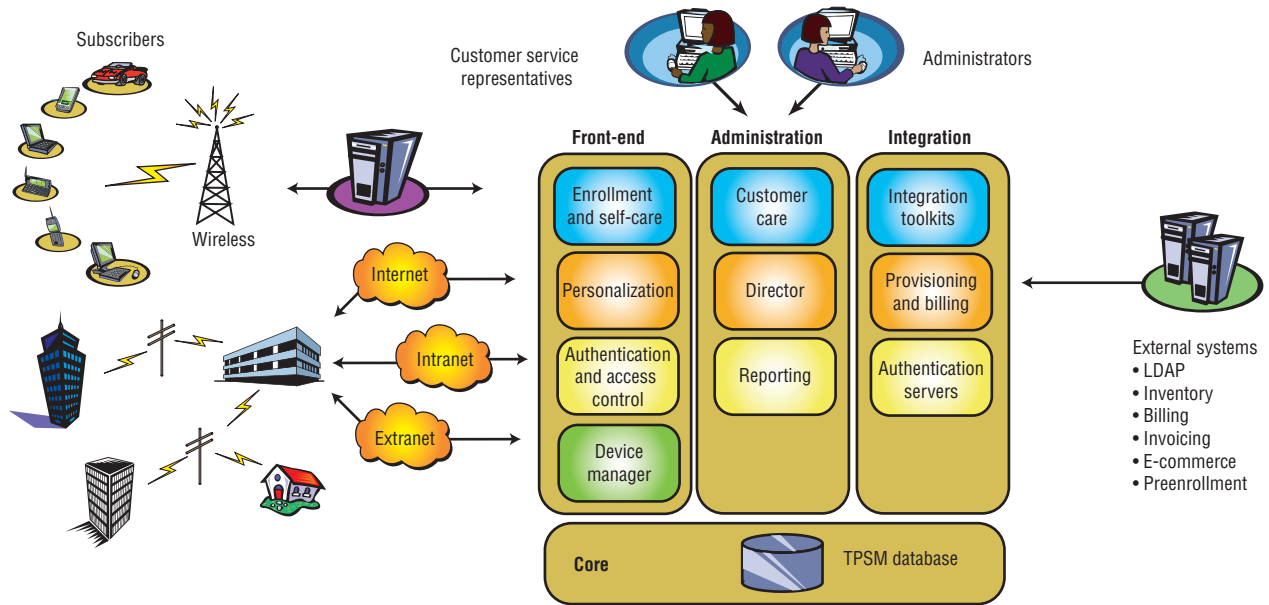 Subscribers
Customer service
representatives
Administrators
Wireless
Internet
Intranet
Extranet
Front-end
Enrollment
and self-care
Personalization
Authentication
and access
control
Device
manager
Administration
Customer
care
Director
Reporting
Integration
Integration
toolkits
Provisioning
and billing
Authentication
servers
Core
TPSM database
External systems
• LDAP
• Inventory
• Billing
• Invoicing
• E-commerce
• Preenrollment